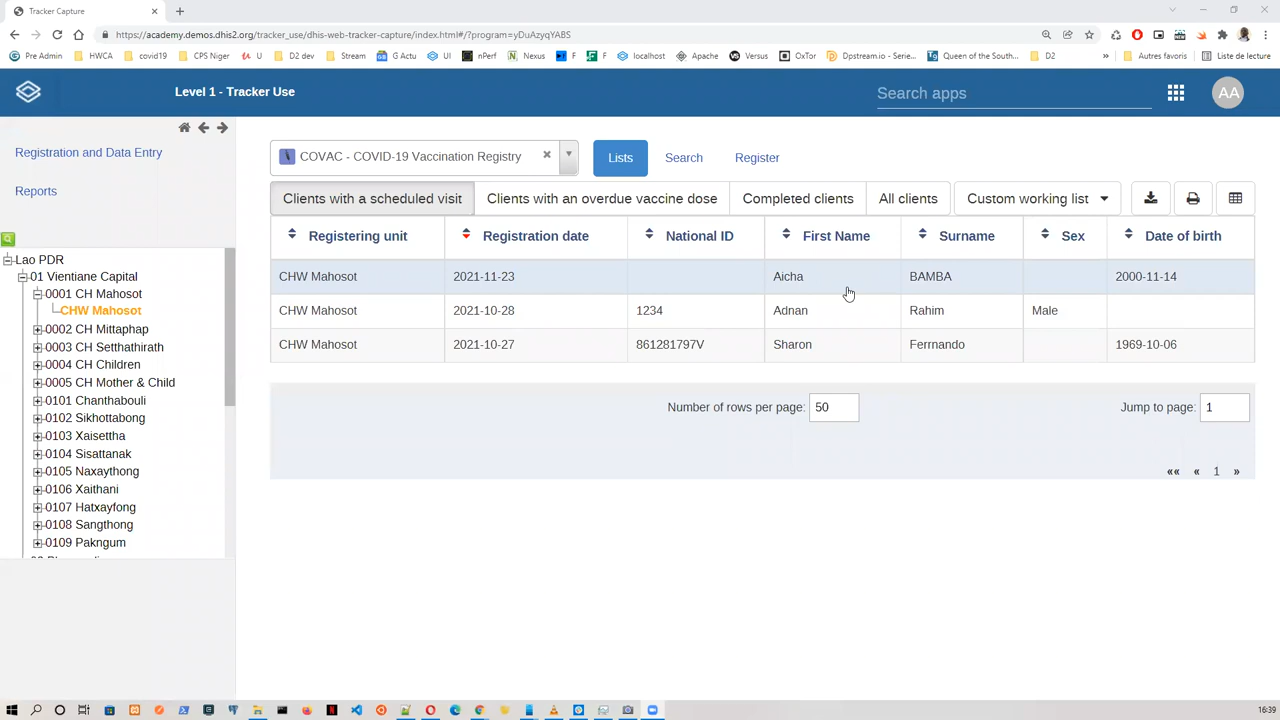 Tracker Capture
https://academy.demos.dhis2.org/tracker_use/dhis-web-tracker-capture/index.html#/?program=yDuAzyqYABS
Pre Admin HWCA covid19 CPS Niger U D2 dev Stream G Actu UI nPerf Nexus F F localhost Apache Versus OxTor Dpstream.io - Serie... Queen of the South... D2 » Autres favoris Liste de lecture
Level 1 - Tracker Use Search apps AA
Registration and Data Entry
Reports
Lao PDR
01 Vientiane Capital
0001 CH Mahosot
CHW Mahosot
0002 CH Mittaphap
0003 CH Setthathirath
0004 CH Children
0005 CH Mother & Child
0101 Chanthabouli
0102 Sikhottabong
0103 Xaisettha
0104 Sisattanak
0105 Naxaythong
0106 Xaithani
0107 Hatxayfong
0108 Sangthong
0109 Pakngum
COVAC - COVID-19 Vaccination Registry Lists Search Register
Clients with a scheduled visit Clients with an overdue vaccine dose Completed clients All clients Custom working list
Registering unit Registration date National ID First Name Surname Sex Date of birth
CHW Mahosot 2021-11-23 Aicha BAMBA 2000-11-14
CHW Mahosot 2021-10-28 1234 Adnan Rahim Male
CHW Mahosot 2021-10-27 861281797V Sharon Ferrnando 1969-10-06
Number of rows per page: 50 Jump to page: 1
«« « 1 »
16:39